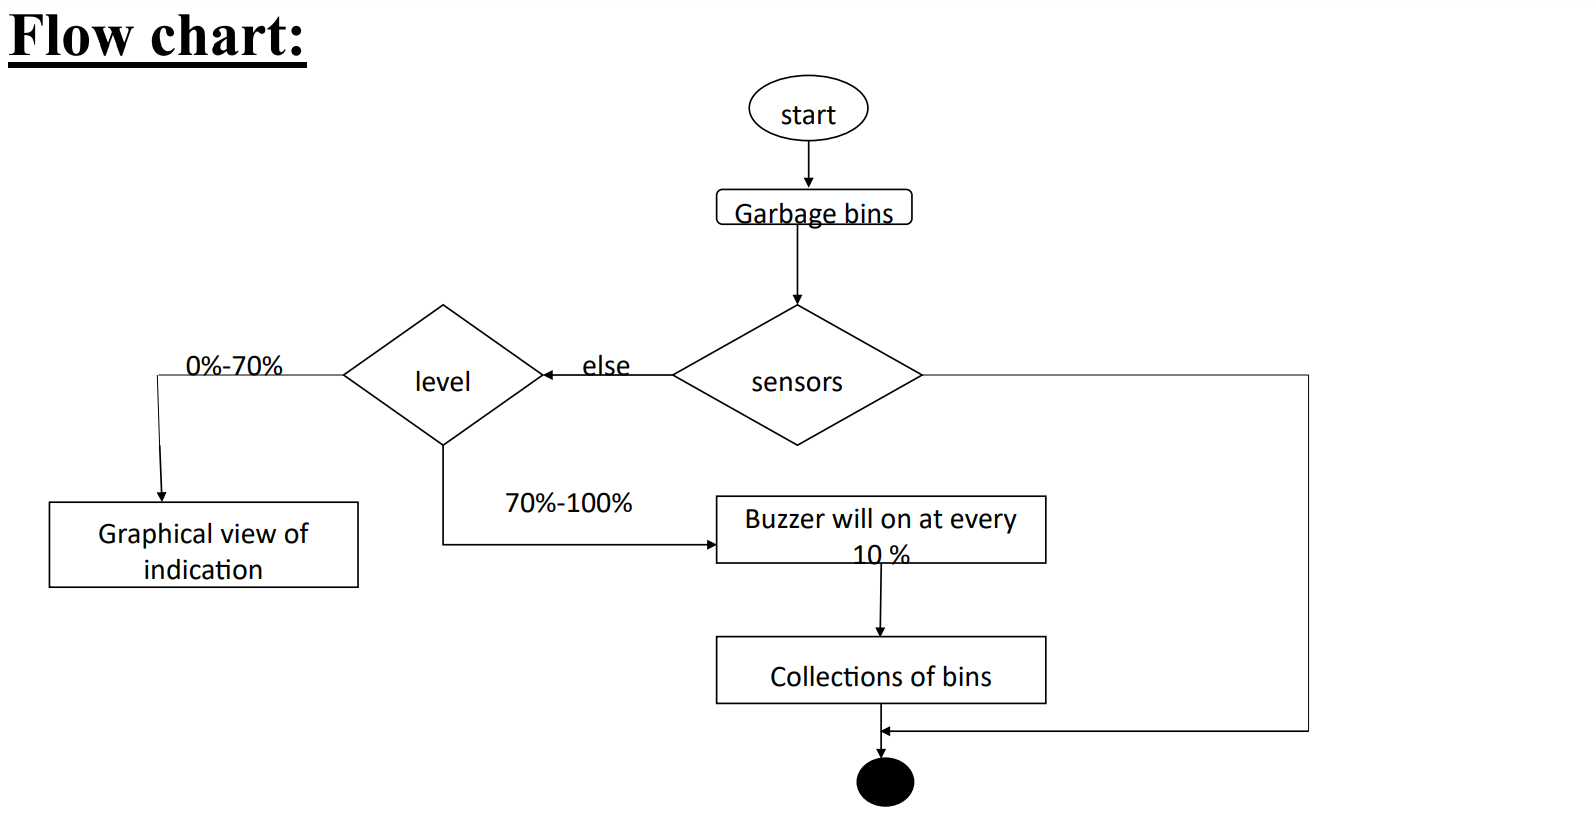 Flow chart:
start
Garbage bins
0%-70%
level
else
sensors
70%-100%
Graphical view of
indication
Buzzer will on at every
10 %
Collections of bins